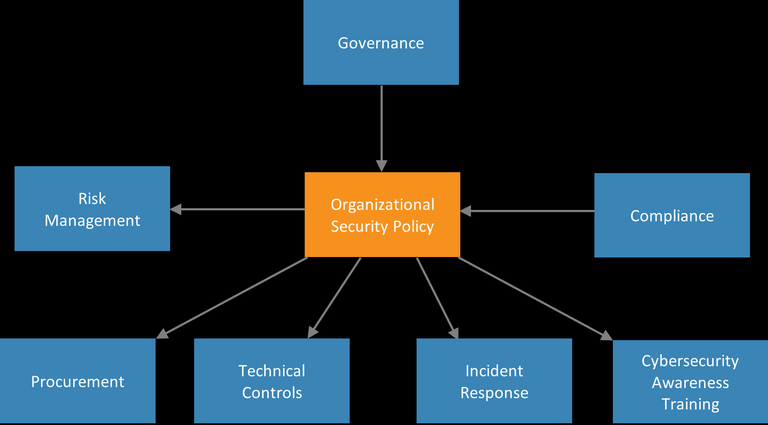 Governance
Risk
Management
Organizational
Security Policy
Compliance
Procurement
Technical
Controls
Incident
Response
Cybersecurity
Awareness
Training